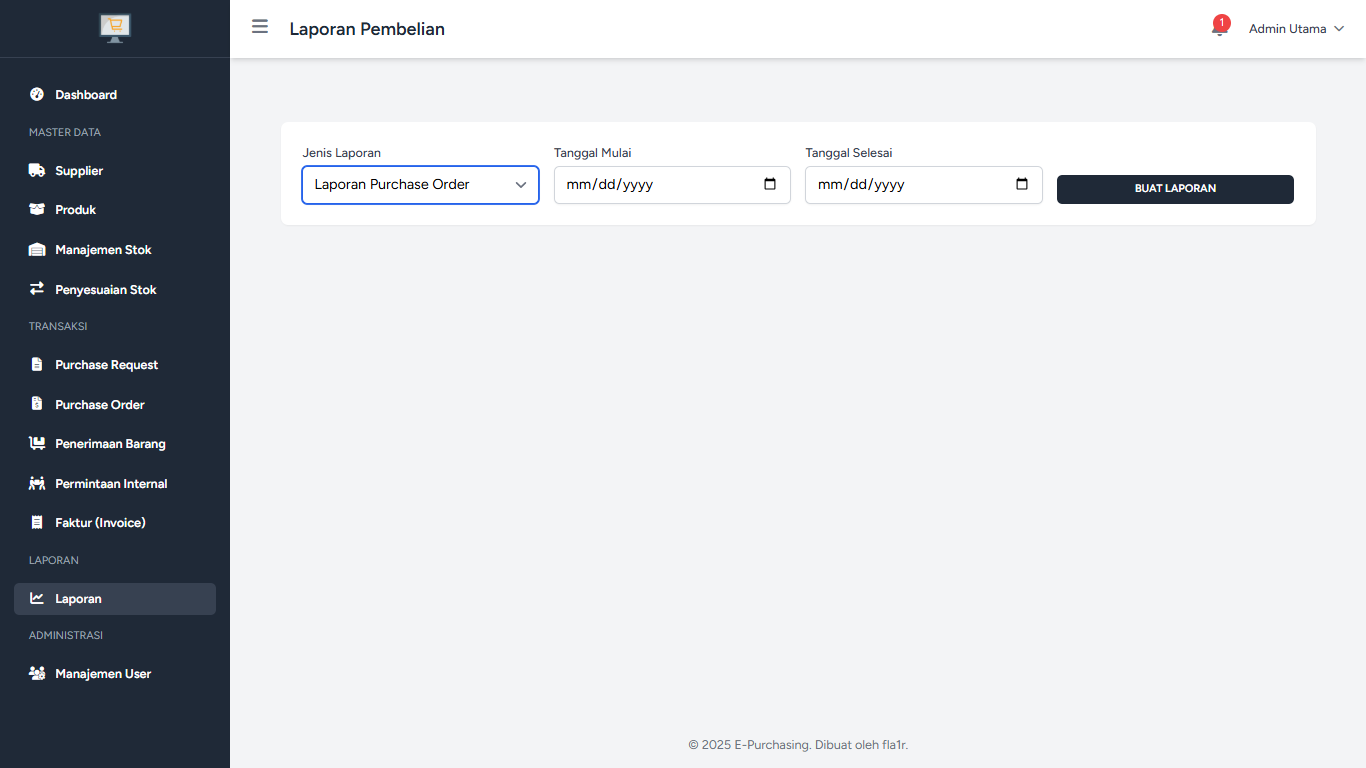 Laporan Pembelian
1
Admin Utama
Dashboard
MASTER DATA
Supplier
Produk
Manajemen Stok
Penyesuaian Stok
TRANSAKSI
Purchase Request
Purchase Order
Penerimaan Barang
Permintaan Internal
Faktur (Invoice)
LAPORAN
Laporan
ADMINISTRASI
Manajemen User
Jenis Laporan
Laporan Purchase Order
Tanggal Mulai
mm/dd/yyyy
Tanggal Selesai
mm/dd/yyyy
BUAT LAPORAN
© 2025 E-Purchasing. Dibuat oleh fla1r.